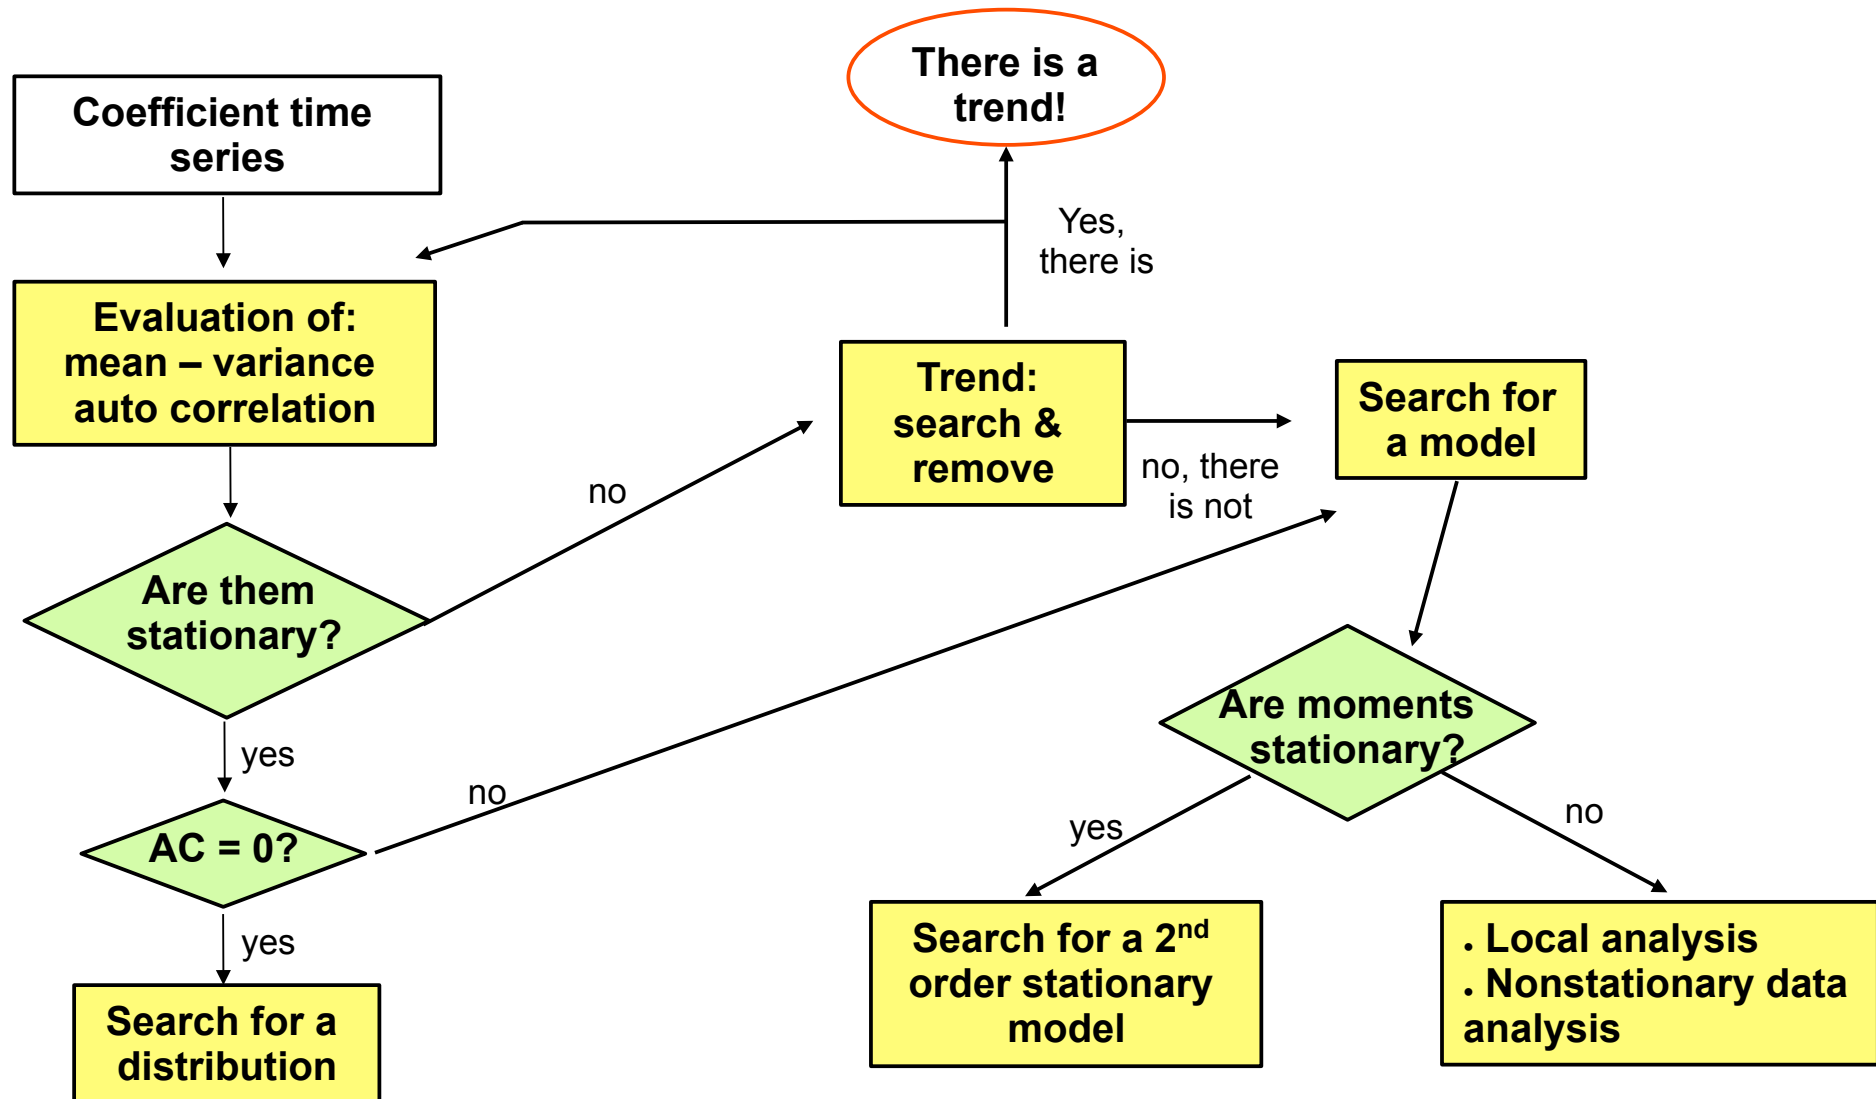 There is a
trend!
Coefficient time
series
Yes,
there is
Evaluation of:
mean – variance
auto correlation
Trend:
search &
remove
Search for
a model
no, there
is not
no
Are them
stationary?
Are moments
stationary?
yes
no
AC = 0?
yes
no
yes
Search for a 2nd
order stationary
model
. Local analysis
. Nonstationary data
analysis
Search for a
distribution